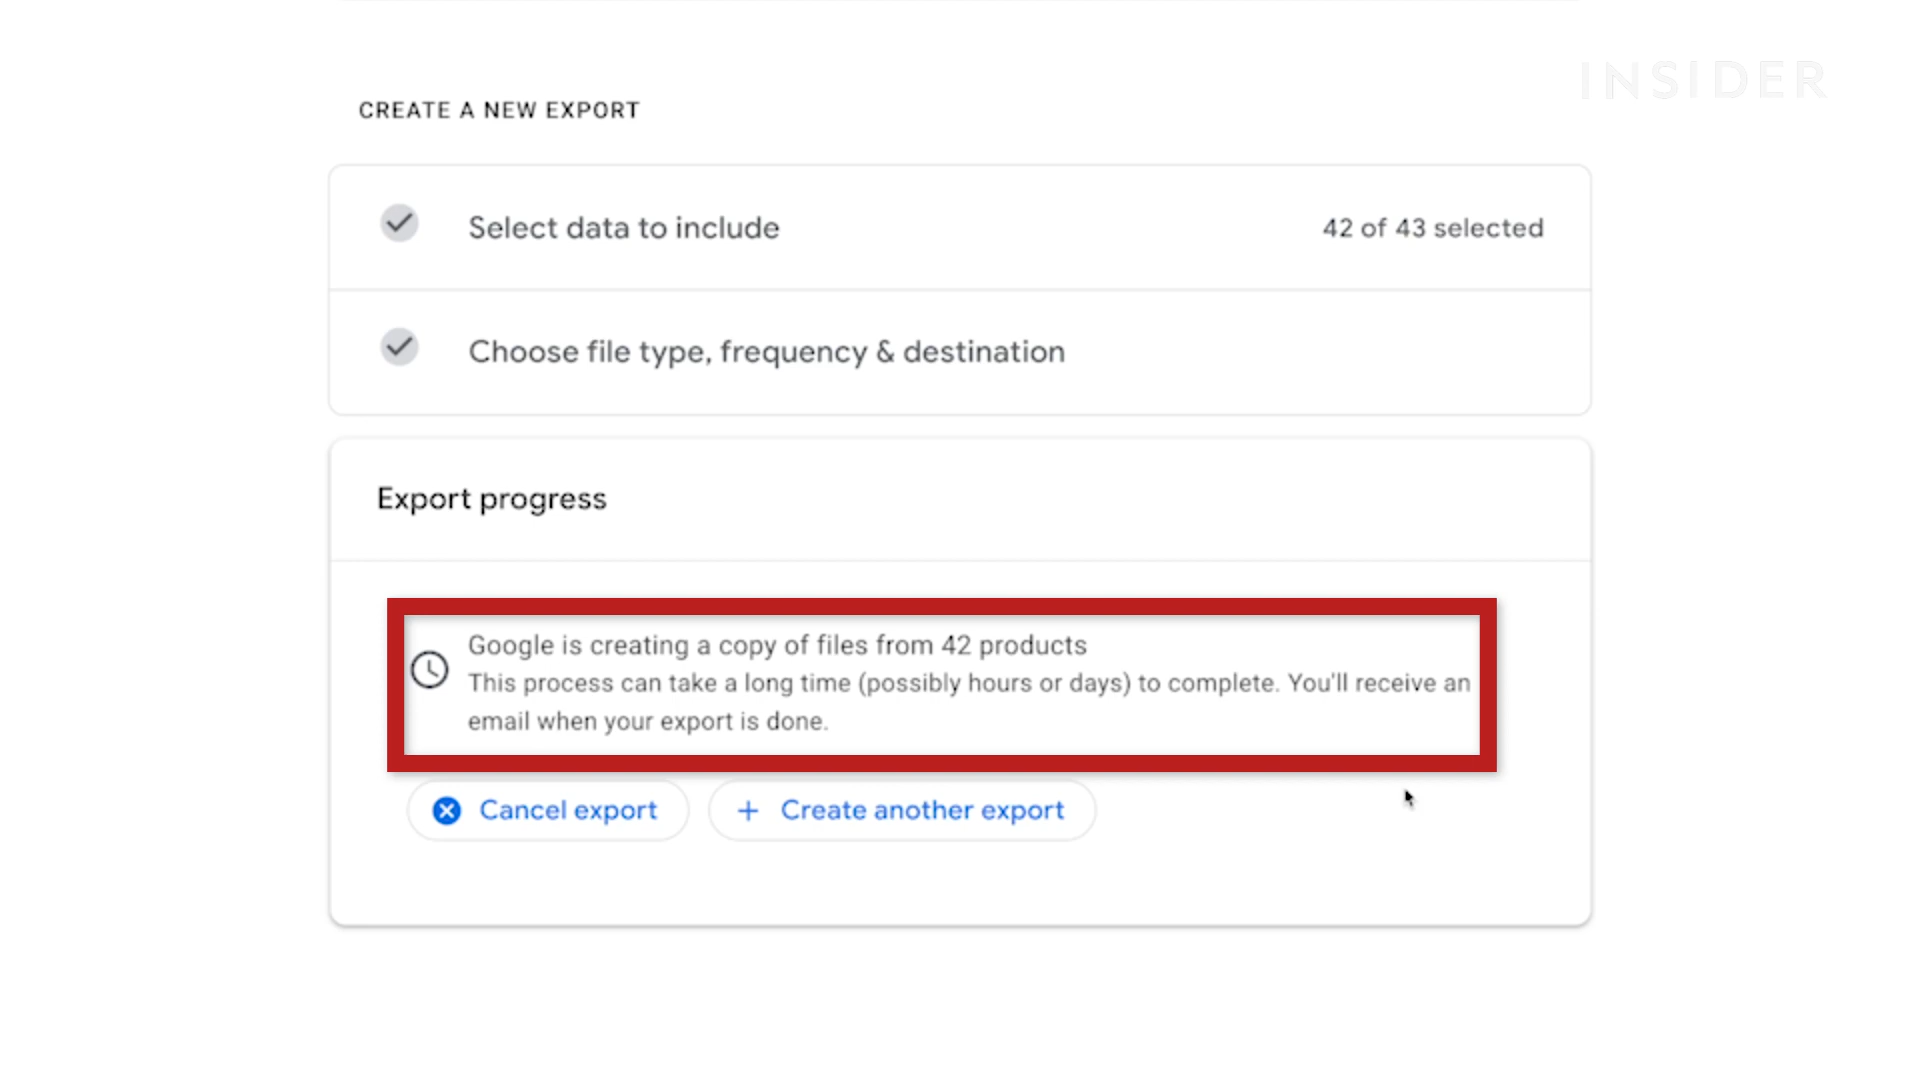 INSIDER
CREATE A NEW EXPORT
Select data to include
42 of 43 selected
Choose file type, frequency & destination
Export progress
Google is creating a copy of files from 42 products
This process can take a long time (possibly hours or days) to complete. You'll receive an
email when your export is done.
Cancel export
+ Create another export